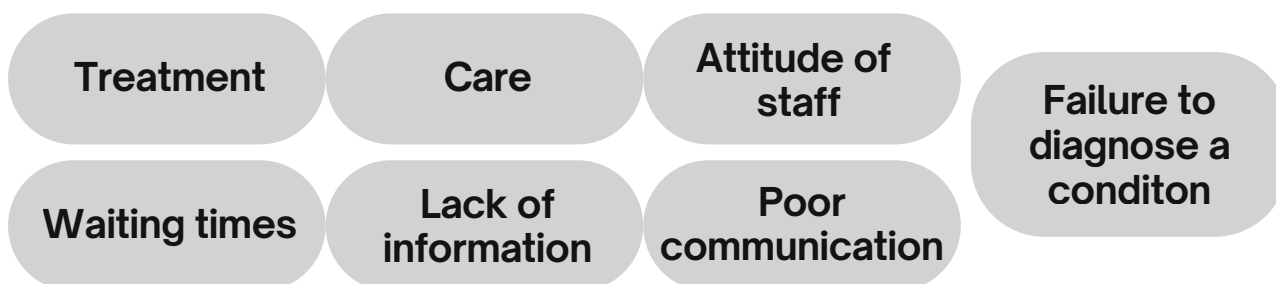 Treatment
Care
Attitude of
staff
Failure to
diagnose a
conditon
Waiting times
Lack of
information
Poor
communication